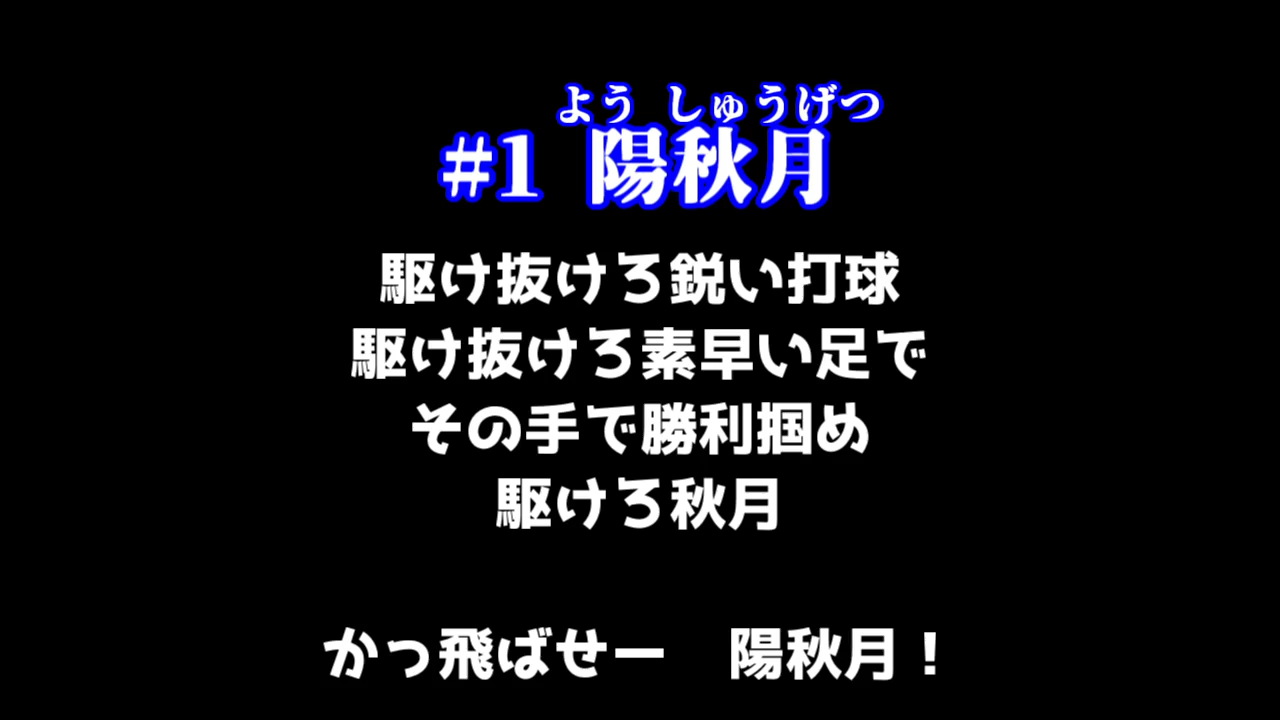 よう しゅうげつ
#1 陽秋月
駆け抜けろ鋭い打球
駆け抜けろ素早い足で
その手で勝利掴め
駆けろ秋月
かっ飛ばせー　陽秋月！